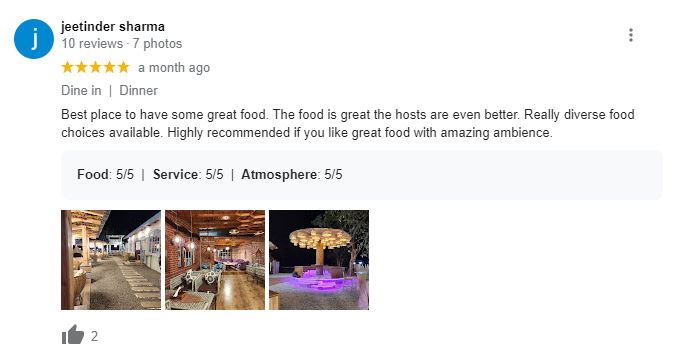 j
jeetinder sharma
10 reviews · 7 photos
a month ago
Dine in | Dinner
Best place to have some great food. The food is great the hosts are even better. Really diverse food
choices available. Highly recommended if you like great food with amazing ambience.
Food: 5/5 | Service: 5/5 | Atmosphere: 5/5
2